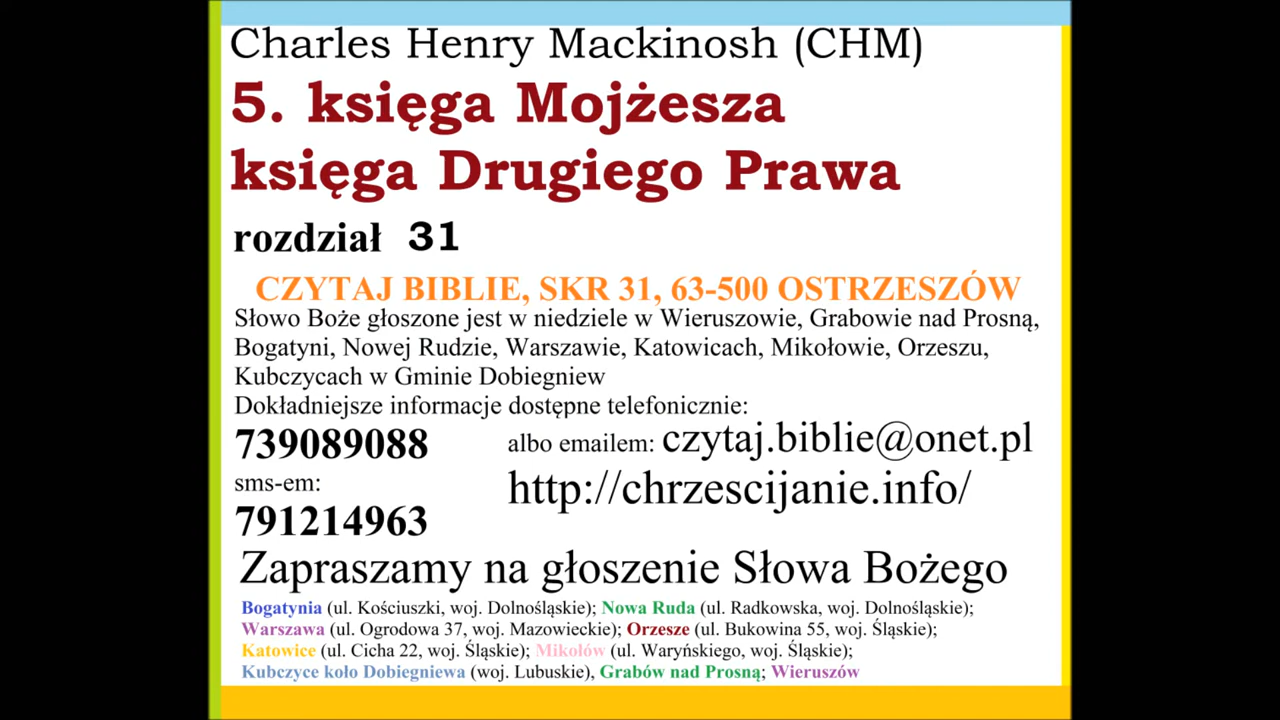 Charles Henry Mackinosh (CHM)
5. księga Mojżesza
księga Drugiego Prawa
rozdział 31
CZYTAJ BIBLIE, SKR 31, 63-500 OSTRZESZÓW
Słowo Boże głoszone jest w niedziele w Wieruszowie, Grabowie nad Prosną,
Bogatyni, Nowej Rudzie, Warszawie, Katowicach, Mikołowie, Orzeszu,
Kubczycach w Gminie Dobiegniew
Dokładniejsze informacje dostępne telefonicznie:
739089088 albo emailem: czytaj.biblie@onet.pl
sms-em: http://chrzescijanie.info/
791214963
Zapraszamy na głoszenie Słowa Bożego
Bogatynia (ul. Kościuszki, woj. Dolnośląskie); Nowa Ruda (ul. Radkowska, woj. Dolnośląskie);
Warszawa (ul. Ogrodowa 37, woj. Mazowieckie); Orzesze (ul. Bukowina 55, woj. Śląskie);
Katowice (ul. Cicha 22, woj. Śląskie); Mikołów (ul. Waryńskiego, woj. Śląskie);
Kubczyce koło Dobiegniewa (woj. Lubuskie), Grabów nad Prosną; Wieruszów